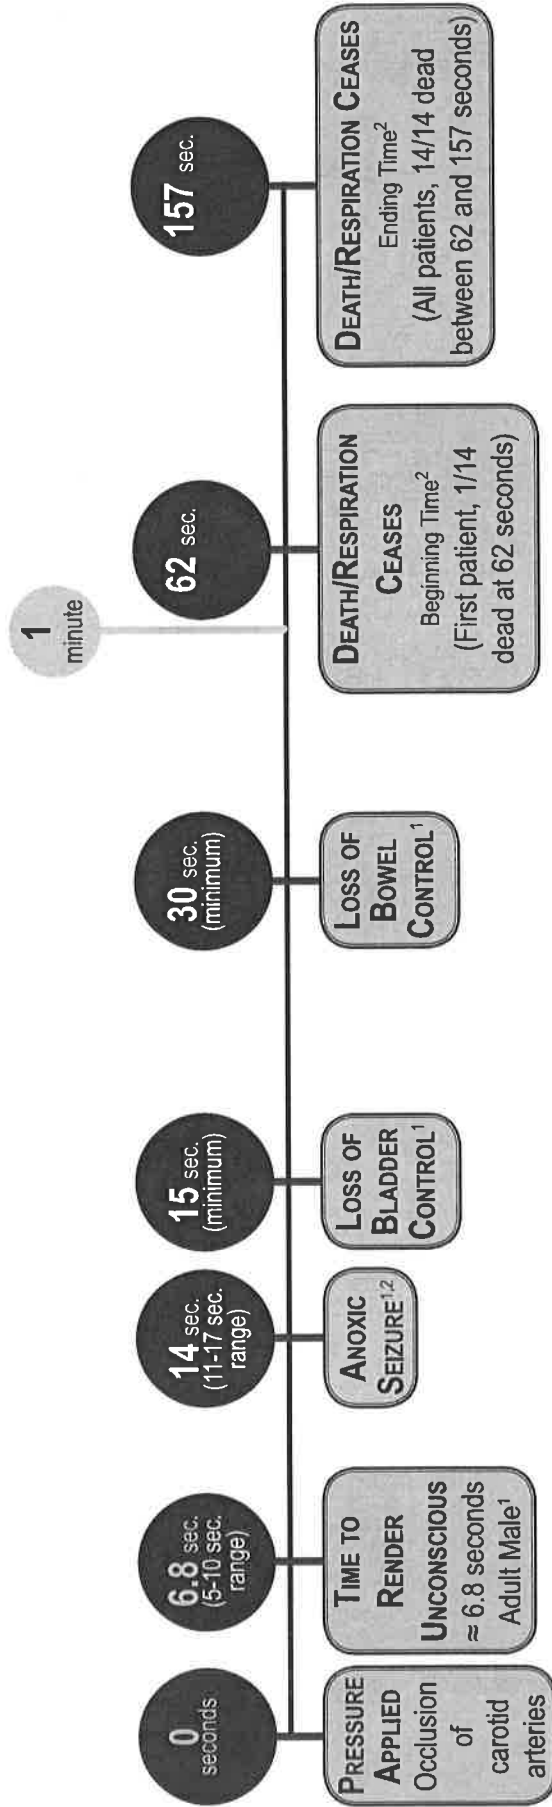 0
seconds
PRESSURE
APPLIED
Occlusion
of
carotid
arteries
6.8 sec.
(5-10 sec.
range)
TIME TO
RENDER
UNCONSCIOUS
≈ 6.8 seconds
Adult Male¹
14 sec.
(11-17 sec.
range)
ANOXIC
SEIZURE¹,²
15 sec.
(minimum)
LOSS OF
BLADDER
CONTROL¹
30 sec.
(minimum)
LOSS OF
BOWEL
CONTROL¹
1
minute
62 sec.
DEATH/RESPIRATION
CEASES
Beginning Time²
(First patient, 1/14
dead at 62 seconds)
157 sec.
DEATH/RESPIRATION CEASES
Ending Time²
(All patients, 14/14 dead
between 62 and 157 seconds)